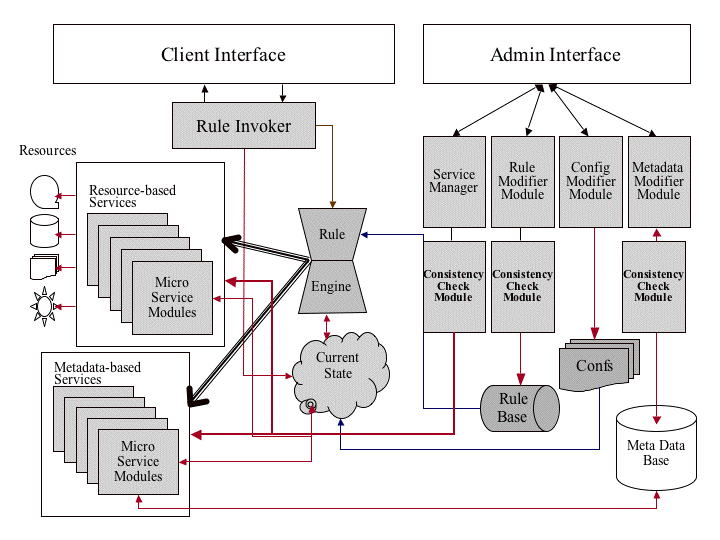 Client Interface
Admin Interface
Rule Invoker
Resources
Resource-based
Services
Micro
Service
Modules
Rule
Engine
Current
State
Service
Manager
Rule
Modifier
Module
Config
Modifier
Module
Metadata
Modifier
Module
Consistency
Check
Module
Consistency
Check
Module
Consistency
Check
Module
Confs
Rule
Base
Meta Data
Base
Metadata-based
Services
Micro
Service
Modules